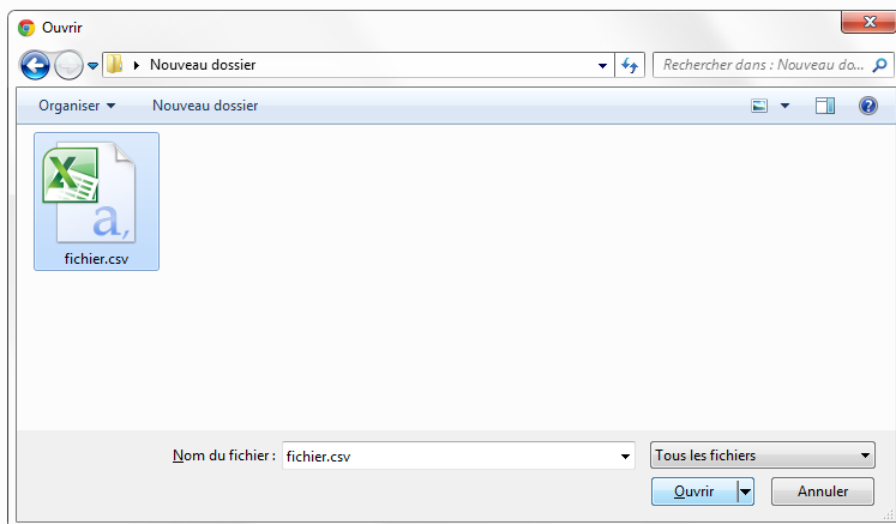 Ouvrir
Nouveau dossier
Rechercher dans : Nouveau do...
Organiser Nouveau dossier
a,
fichier.csv
Nom du fichier : fichier.csv Tous les fichiers
Ouvrir Annuler